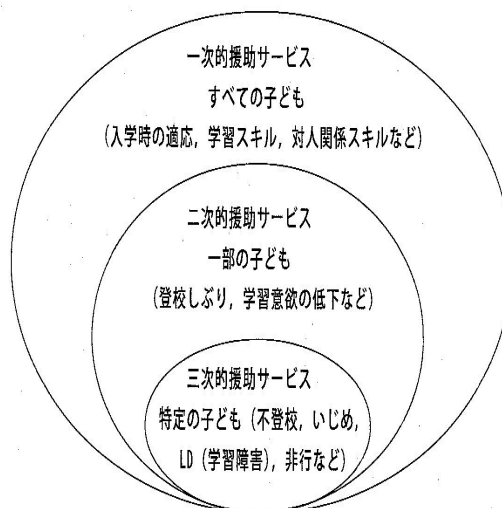 一次的援助サービス
すべての子ども
(入学時の適応, 学習スキル, 対人関係スキルなど)
二次的援助サービス
一部の子ども
(登校しぶり, 学習意欲の低下など)
三次的援助サービス
特定の子ども (不登校, いじめ,
LD (学習障害), 非行など)